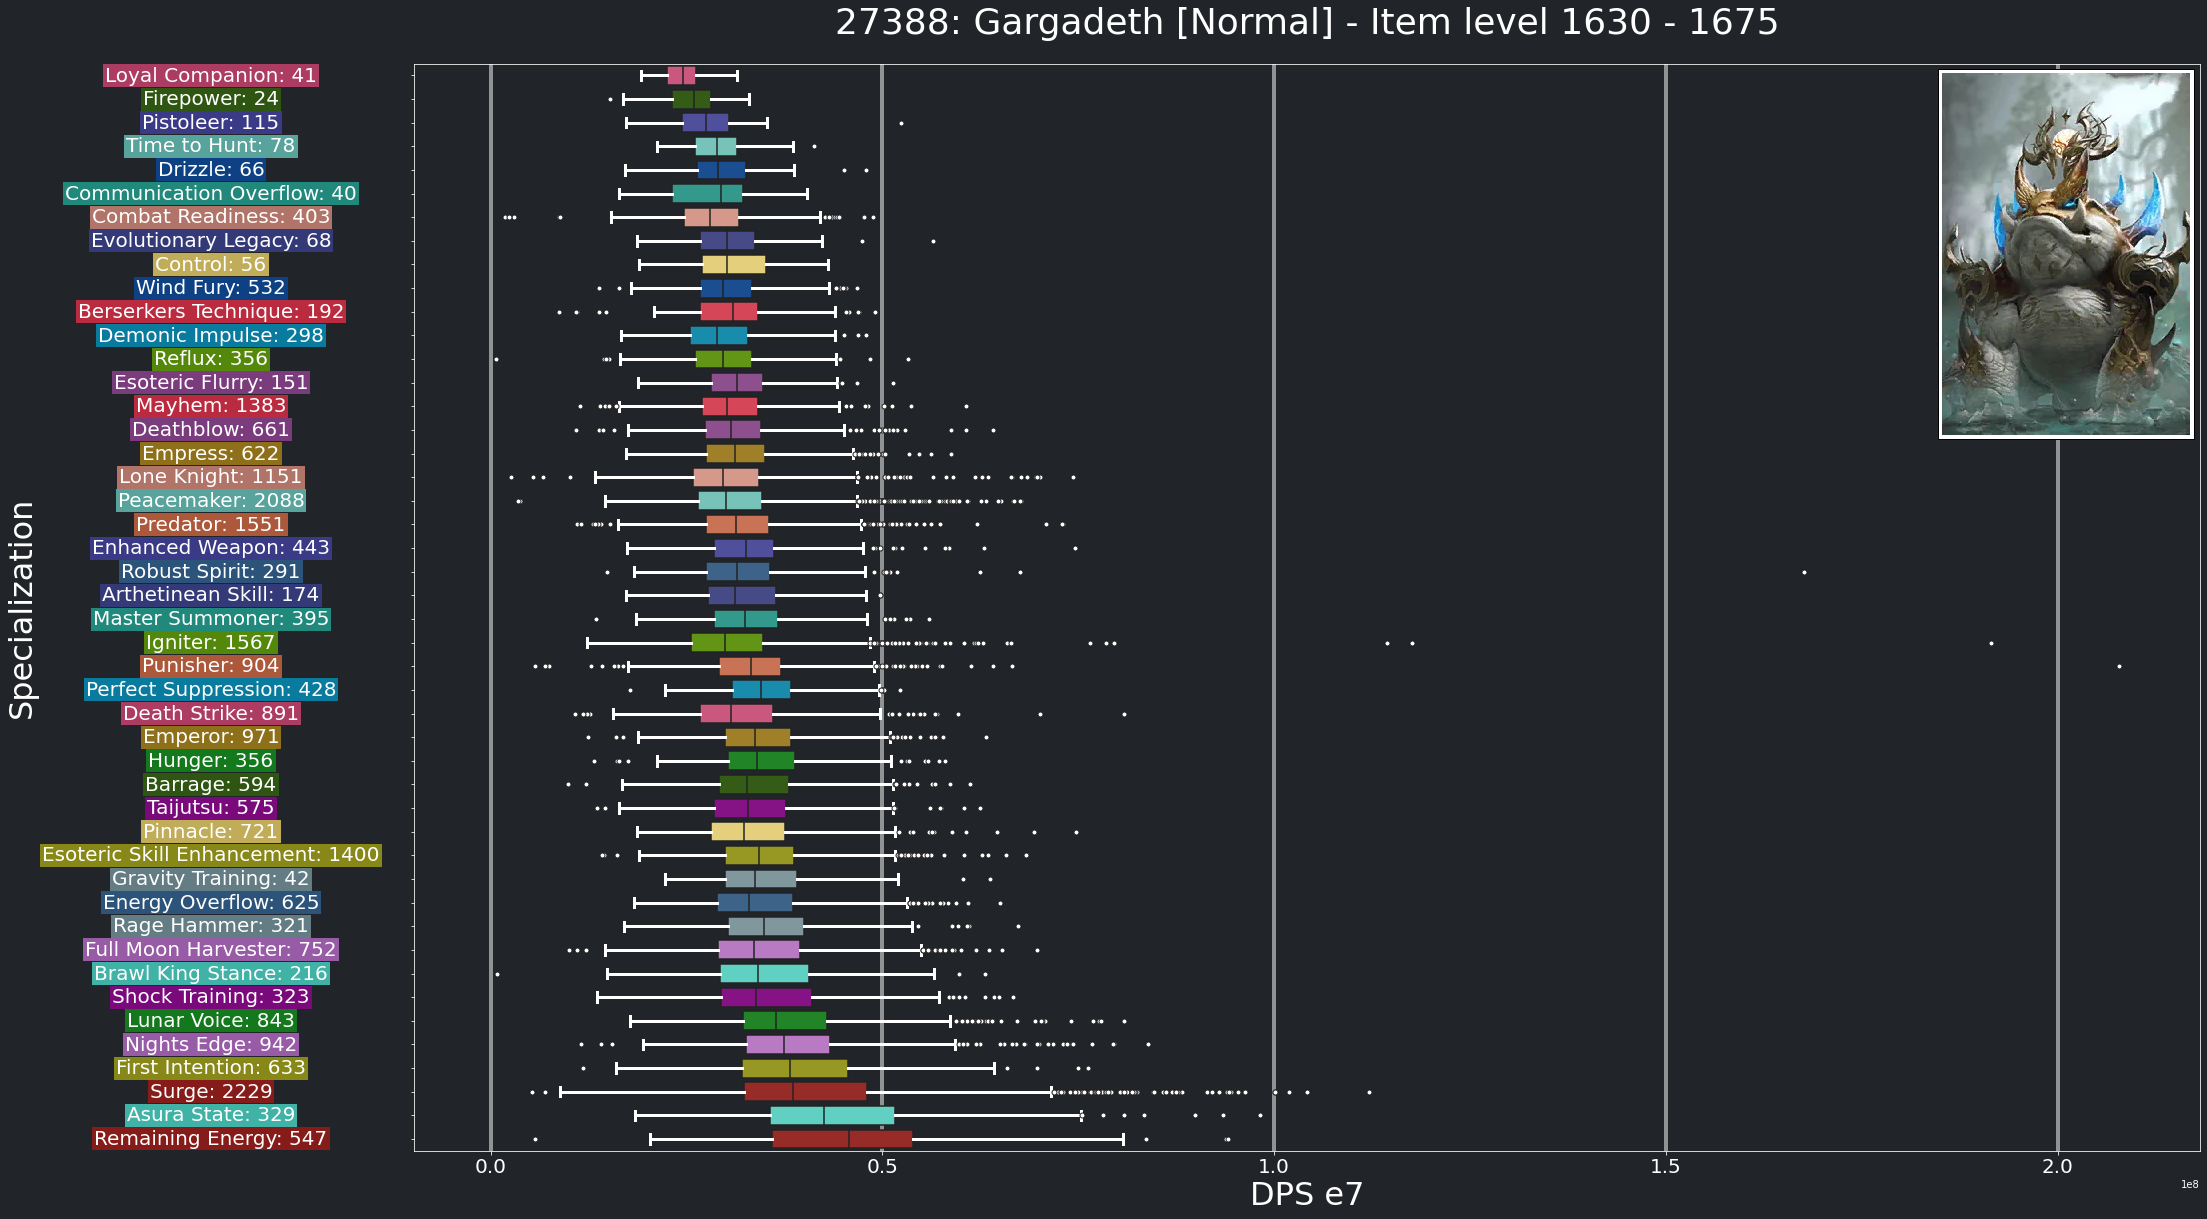 27388: Gargadeth [Normal] - Item level 1630 - 1675
Specialization
Loyal Companion: 41
Firepower: 24
Pistoleer: 115
Time to Hunt: 78
Drizzle: 66
Communication Overflow: 40
Combat Readiness: 403
Evolutionary Legacy: 68
Control: 56
Wind Fury: 532
Berserkers Technique: 192
Demonic Impulse: 298
Reflux: 356
Esoteric Flurry: 151
Mayhem: 1383
Deathblow: 661
Empress: 622
Lone Knight: 1151
Peacemaker: 2088
Predator: 1551
Enhanced Weapon: 443
Robust Spirit: 291
Arthetinean Skill: 174
Master Summoner: 395
Igniter: 1567
Punisher: 904
Perfect Suppression: 428
Death Strike: 891
Emperor: 971
Hunger: 356
Barrage: 594
Taijutsu: 575
Pinnacle: 721
Esoteric Skill Enhancement: 1400
Gravity Training: 42
Energy Overflow: 625
Rage Hammer: 321
Full Moon Harvester: 752
Brawl King Stance: 216
Shock Training: 323
Lunar Voice: 843
Nights Edge: 942
First Intention: 633
Surge: 2229
Asura State: 329
Remaining Energy: 547
0.0 0.5 1.0 1.5 2.0
DPS e7
1e8